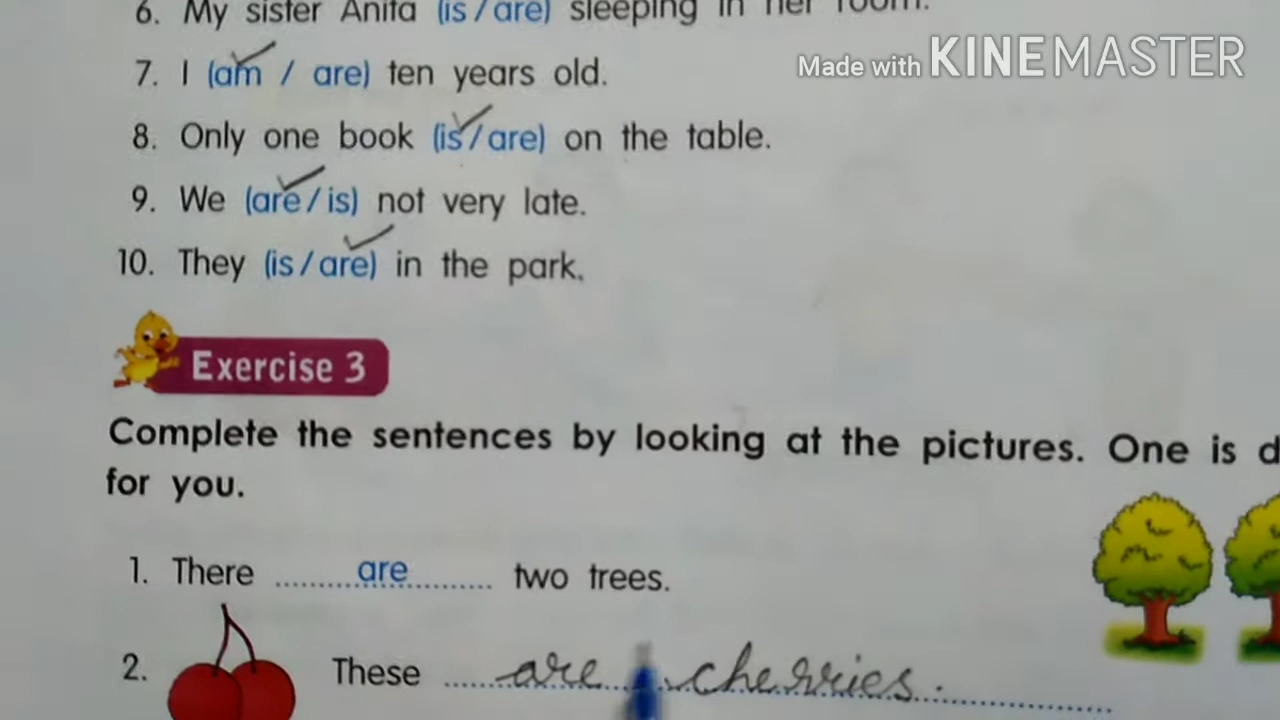 6. My sister Anita (is / are) sleeping in her room.
Made with KINEMASTER
7. I (am / are) ten years old.
8. Only one book (is / are) on the table.
9. We (are / is) not very late.
10. They (is / are) in the park.
Exercise 3
Complete the sentences by looking at the pictures. One is d
for you.
1. There ......are...... two trees.
2. These ....are cherries.